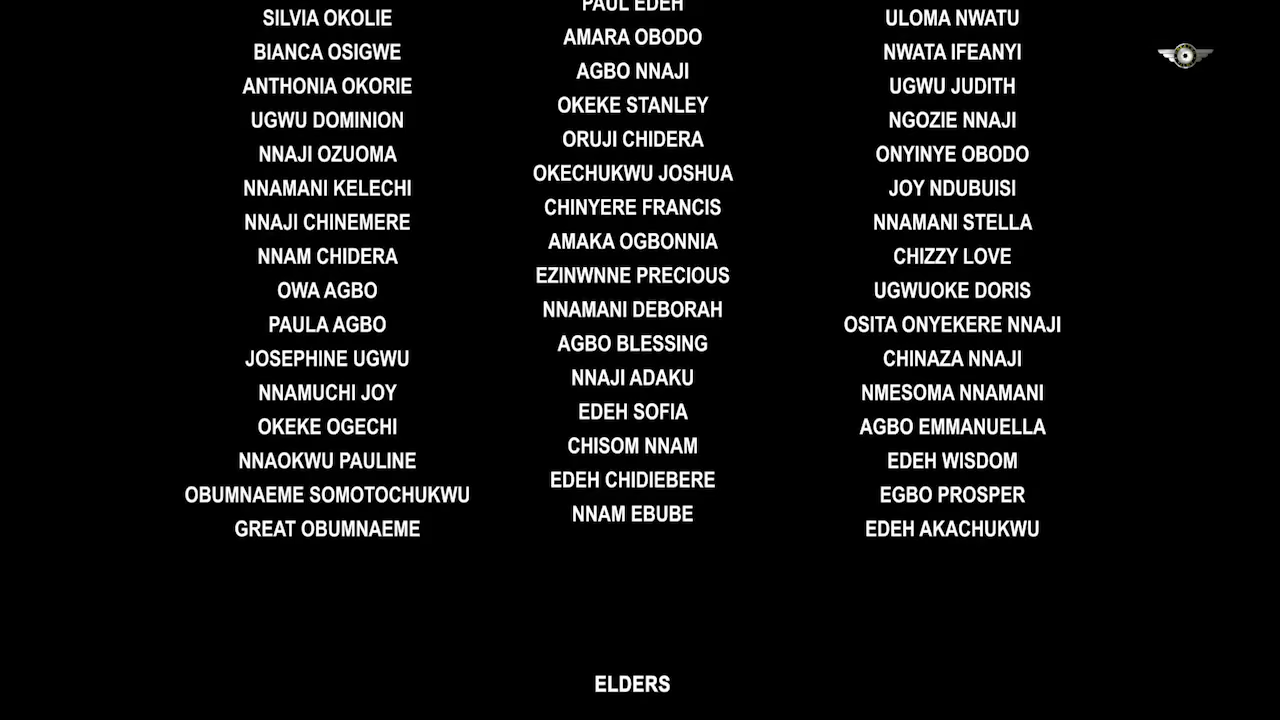 SILVIA OKOLIE
BIANCA OSIGWE
ANTHONIA OKORIE
UGWU DOMINION
NNAJI OZUOMA
NNAMANI KELECHI
NNAJI CHINEMERE
NNAM CHIDERA
OWA AGBO
PAULA AGBO
JOSEPHINE UGWU
NNAMUCHI JOY
OKEKE OGECHI
NNAOKWU PAULINE
OBUMNAEME SOMOTOCHUKWU
GREAT OBUMNAEME
PAUL EDEH
AMARA OBODO
AGBO NNAJI
OKEKE STANLEY
ORUJI CHIDERA
OKECHUKWU JOSHUA
CHINYERE FRANCIS
AMAKA OGBONNIA
EZINWNNE PRECIOUS
NNAMANI DEBORAH
AGBO BLESSING
NNAJI ADAKU
EDEH SOFIA
CHISOM NNAM
EDEH CHIDIEBERE
NNAM EBUBE
ULOMA NWATU
NWATA IFEANYI
UGWU JUDITH
NGOZIE NNAJI
ONYINYE OBODO
JOY NDUBUISI
NNAMANI STELLA
CHIZZY LOVE
UGWUOKE DORIS
OSITA ONYEKERE NNAJI
CHINAZA NNAJI
NMESOMA NNAMANI
AGBO EMMANUELLA
EDEH WISDOM
EGBO PROSPER
EDEH AKACHUKWU
ELDERS